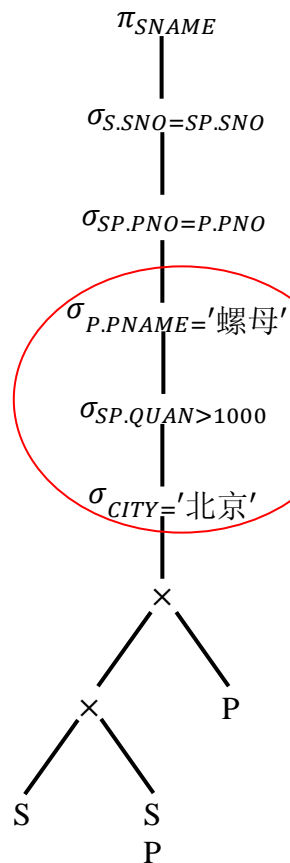 π_SNAME
σ_S.SNO=SP.SNO
σ_SP.PNO=P.PNO
σ_P.PNAME='螺母'
σ_SP.QUAN>1000
σ_CITY='北京'
×
×
P
S
S
P